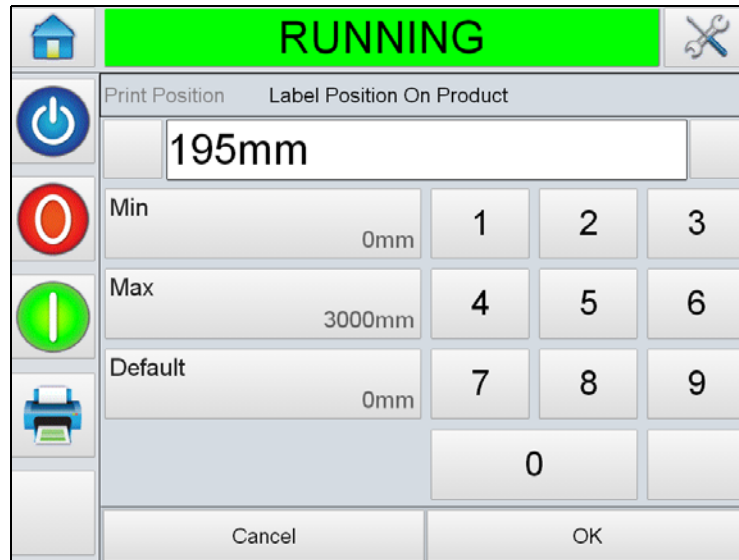 RUNNING
Print Position Label Position On Product
195mm
Min
0mm
1 2 3
Max
3000mm
4 5 6
Default
0mm
7 8 9
0
Cancel OK